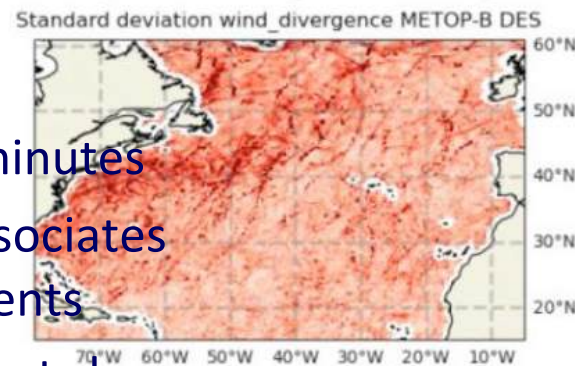 Standard deviation wind_divergence METOP-B DES
60°N
50°N
minutes
40°N
sociates
30°N
ents
20°N
70°W 60°W 50°W 40°W 30°W 20°W 10°W